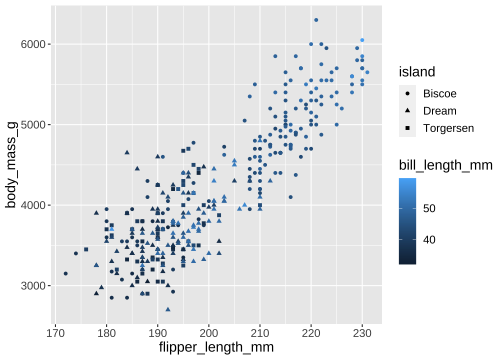 6000
5000
4000
3000
body_mass_g
170
180
190
200
210
220
230
flipper_length_mm
island
Biscoe
Dream
Torgersen
bill_length_mm
50
40